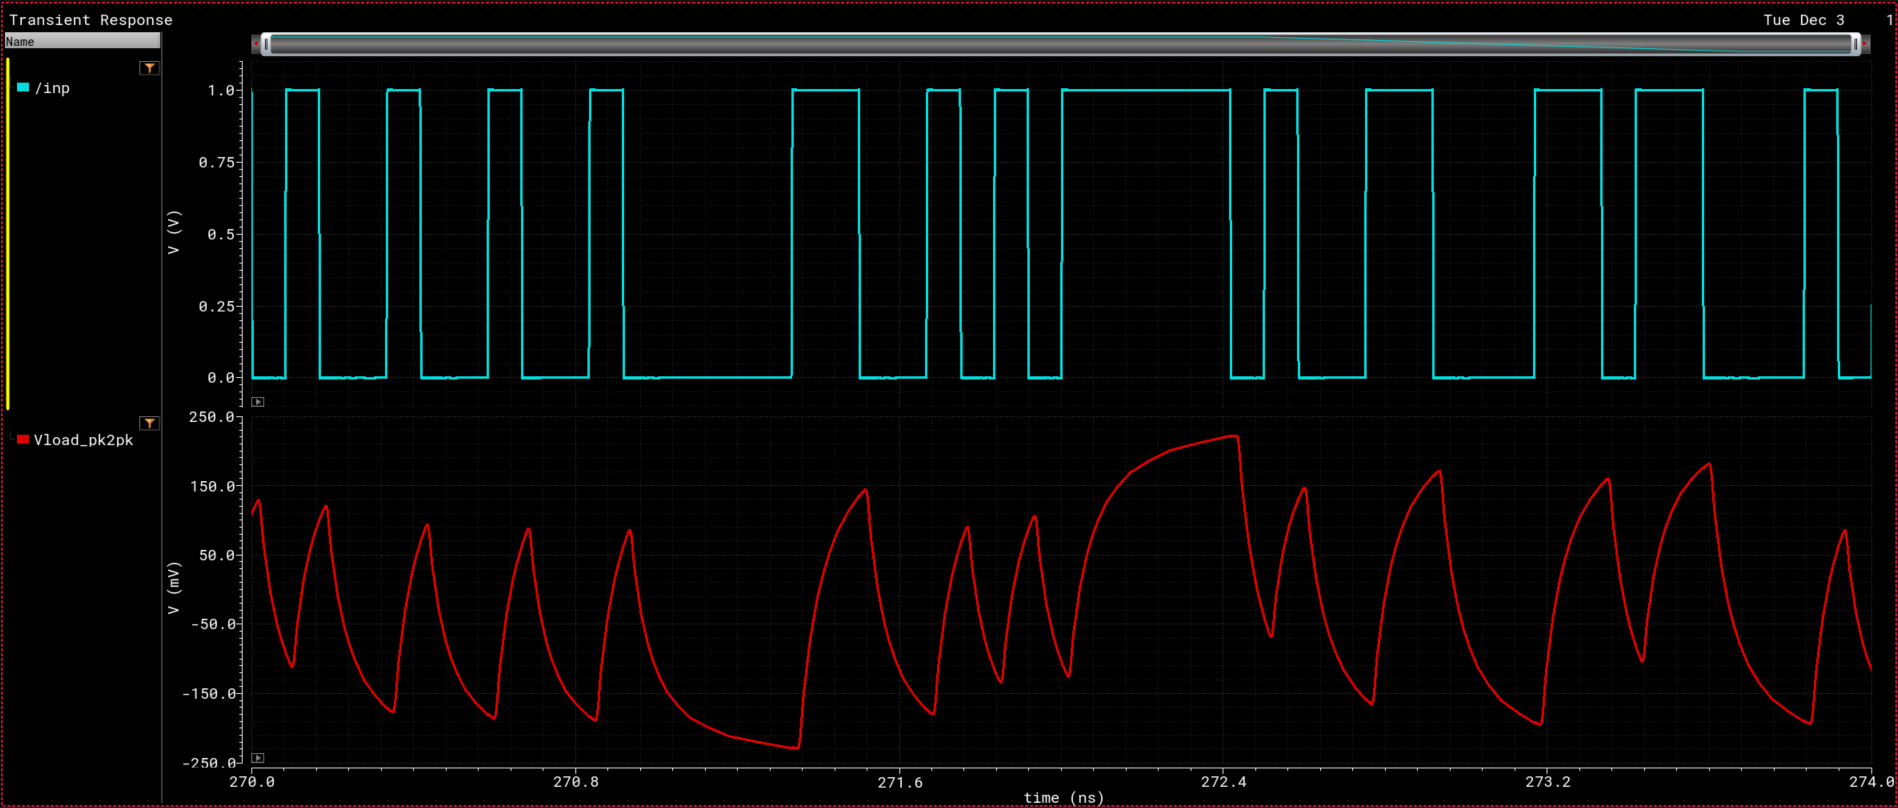 Transient Response
Tue Dec 3 1
Name
/inp
1.0
0.75
0.5
0.25
0.0
V (V)
Vload_pk2pk
250.0
150.0
50.0
-50.0
-150.0
-250.0
V (mV)
270.0 270.8 271.6 272.4 273.2 274.0
time (ns)